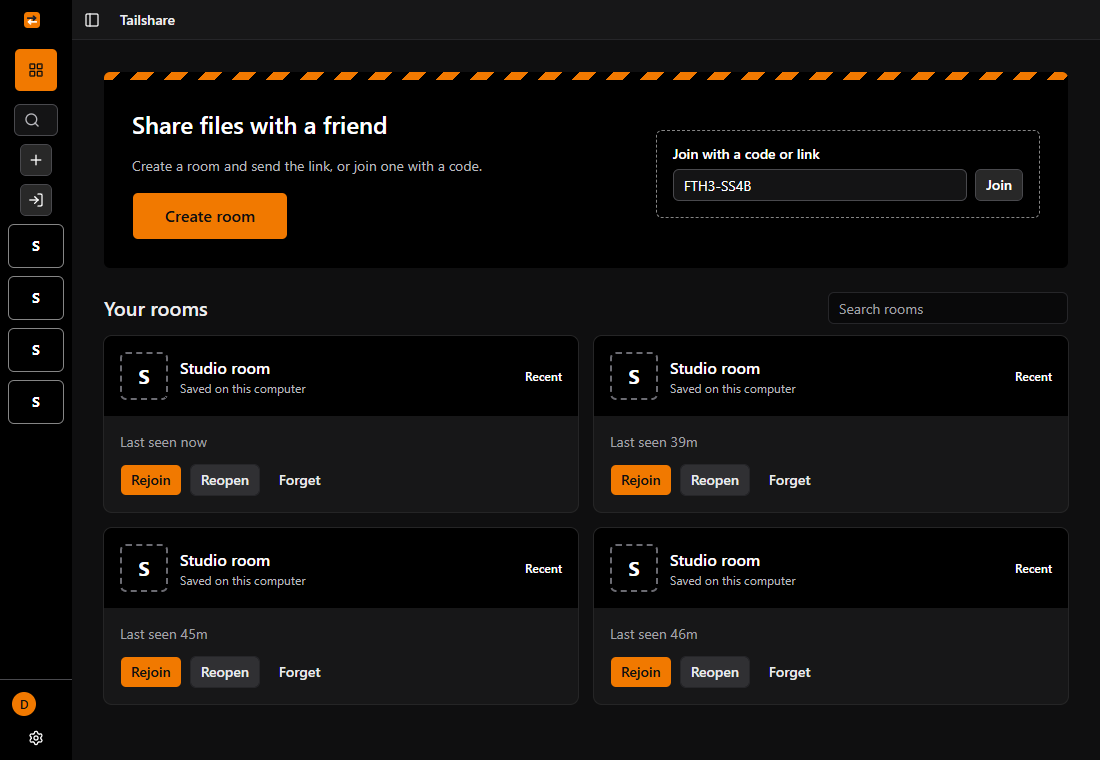 Tailshare
Share files with a friend
Create a room and send the link, or join one with a code.
Create room
Join with a code or link
FTH3-SS4B
Join
S
S
S
S
Your rooms
Search rooms
S
Studio room
Saved on this computer
Recent
Last seen now
Rejoin
Reopen
Forget
S
Studio room
Saved on this computer
Recent
Last seen 39m
Rejoin
Reopen
Forget
S
Studio room
Saved on this computer
Recent
Last seen 45m
Rejoin
Reopen
Forget
S
Studio room
Saved on this computer
Recent
Last seen 46m
Rejoin
Reopen
Forget
D